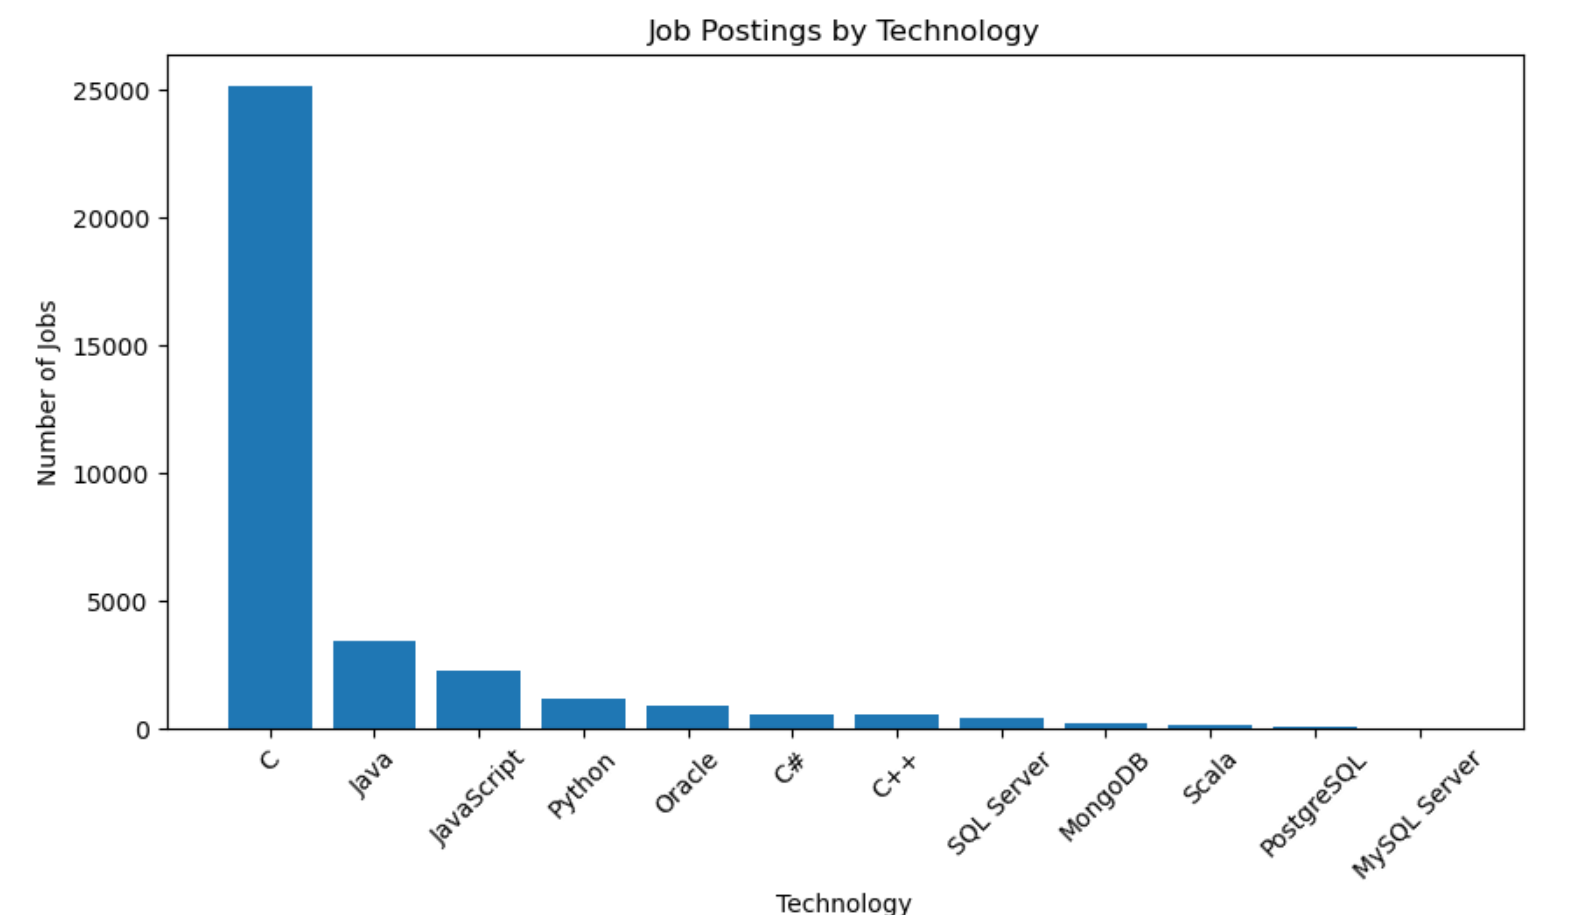 Job Postings by Technology
Number of Jobs
25000
20000
15000
10000
5000
0
C
Java
JavaScript
Python
Oracle
C#
C++
SQL Server
MongoDB
Scala
PostgreSQL
MySQL Server
Technology